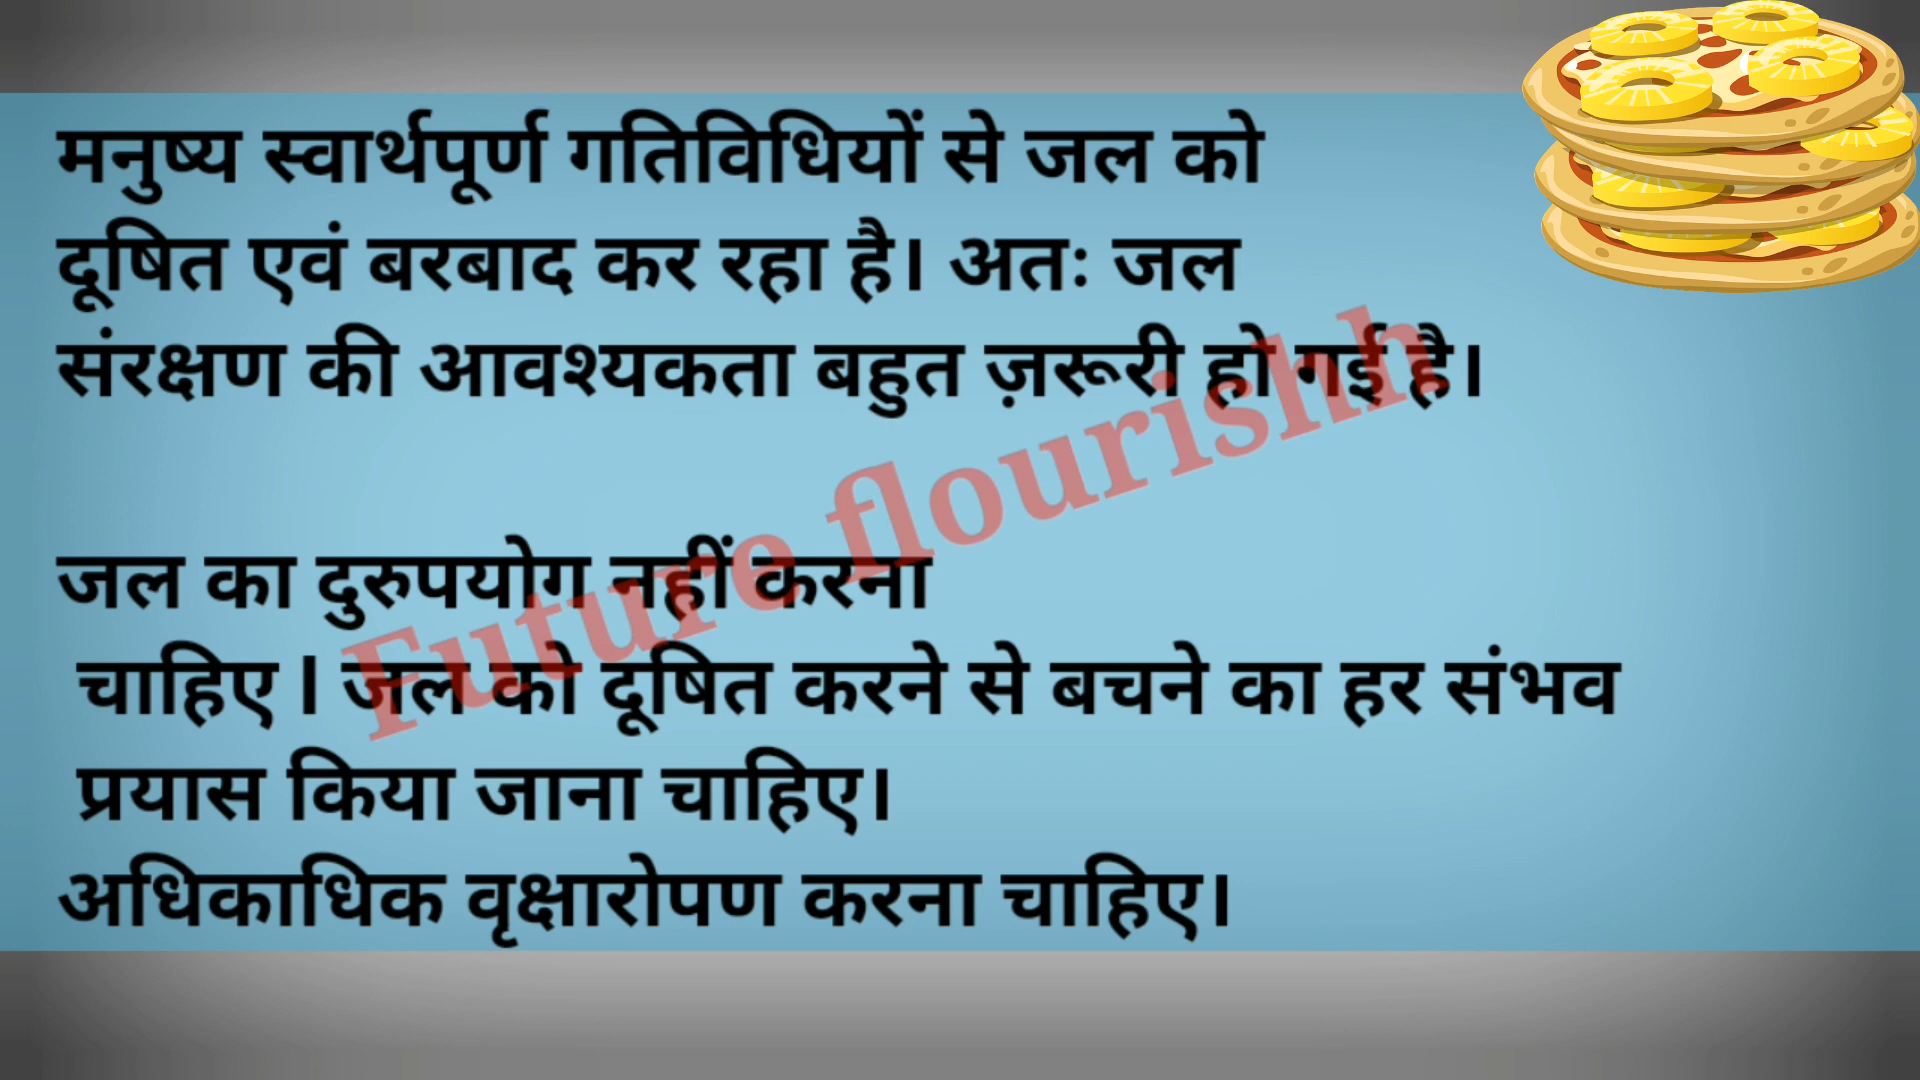 मनुष्य स्वार्थपूर्ण गतिविधियों से जल को
दूषित एवं बरबाद कर रहा है। अतः जल
संरक्षण की आवश्यकता बहुत ज़रूरी हो गई है।
जल का दुरुपयोग नहीं करना
चाहिए । जल को दूषित करने से बचने का हर संभव
प्रयास किया जाना चाहिए।
अधिकाधिक वृक्षारोपण करना चाहिए।
Future flourishh